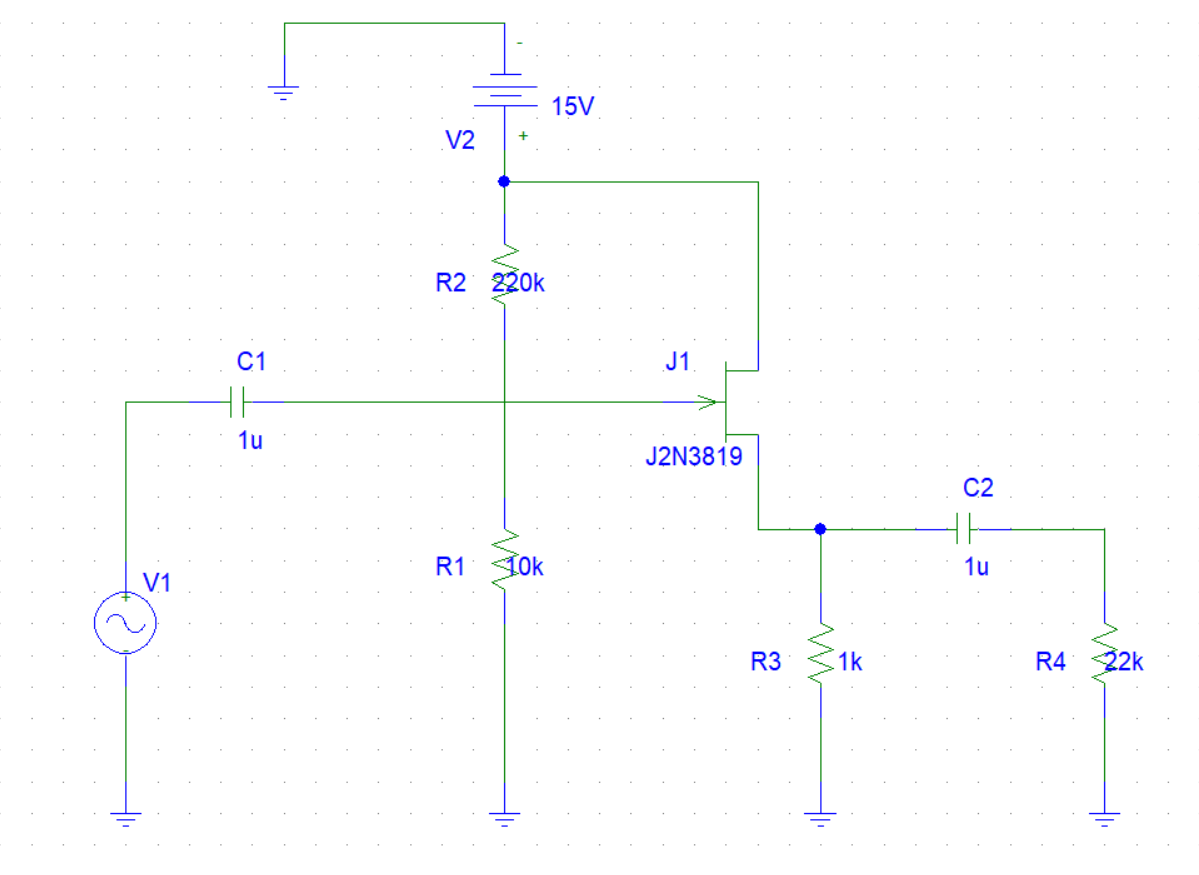 -
15V
V2
+
R2
220k
C1
J1
1u
J2N3819
C2
R1
10k
1u
V1
+
-
R3
1k
R4
22k